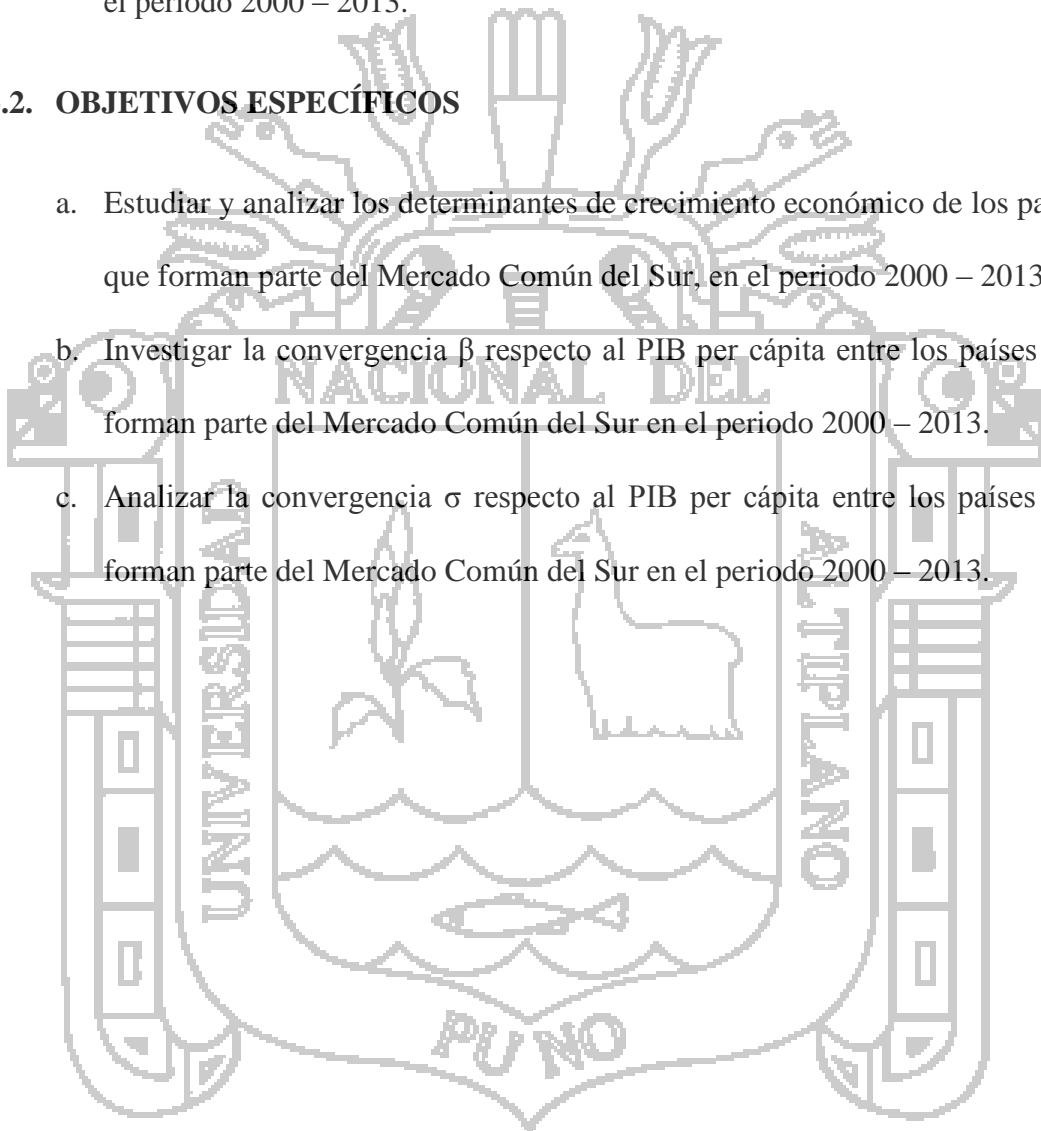 el periodo 2000 – 2013.
.2. OBJETIVOS ESPECÍFICOS
a. Estudiar y analizar los determinantes de crecimiento económico de los
que forman parte del Mercado Común del Sur, en el periodo 2000 – 2013
b. Investigar la convergencia β respecto al PIB per cápita entre los países
forman parte del Mercado Común del Sur en el periodo 2000 – 2013.
c. Analizar la convergencia σ respecto al PIB per cápita entre los países
forman parte del Mercado Común del Sur en el periodo 2000 – 2013.
NACIONAL DEL
UNIVERSIDAD
ALTIPLANO
PUNO